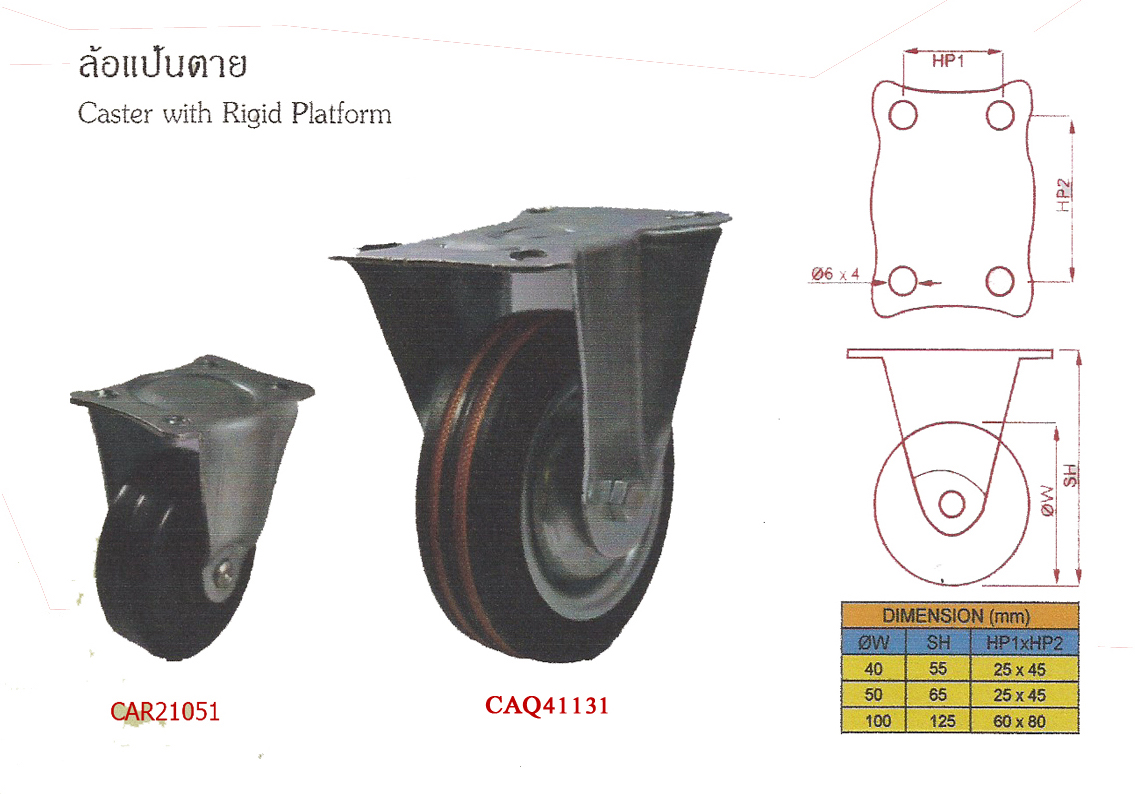 ล้อแป้นตาย
Caster with Rigid Platform
HP1
HP2
Ø6 x 4
SH
ØW
DIMENSION (mm)
ØW SH HP1xHP2
40 55 25 x 45
50 65 25 x 45
100 125 60 x 80
CAR21051
CAQ41131